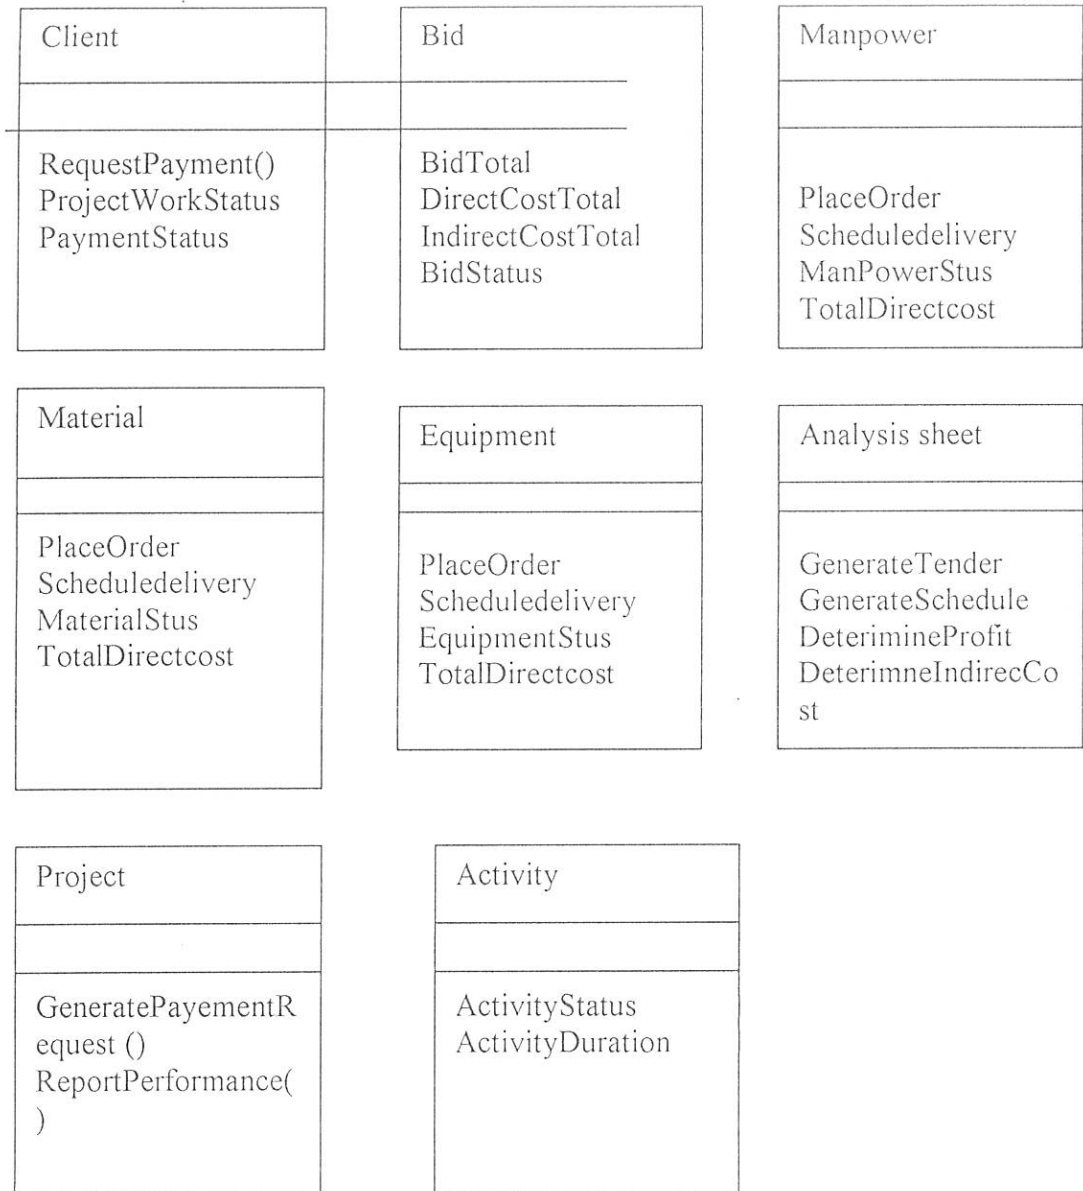 Client
RequestPayment()
ProjectWorkStatus
PaymentStatus
Bid
BidTotal
DirectCostTotal
IndirectCostTotal
BidStatus
Manpower
PlaceOrder
Scheduledelivery
ManPowerStus
TotalDirectcost
Material
PlaceOrder
Scheduledelivery
MaterialStus
TotalDirectcost
Equipment
PlaceOrder
Scheduledelivery
EquipmentStus
TotalDirectcost
Analysis sheet
GenerateTender
GenerateSchedule
DeterimineProfit
DeterimneIndirecCo
st
Project
GeneratePayementR
equest ()
ReportPerformance(
)
Activity
ActivityStatus
ActivityDuration